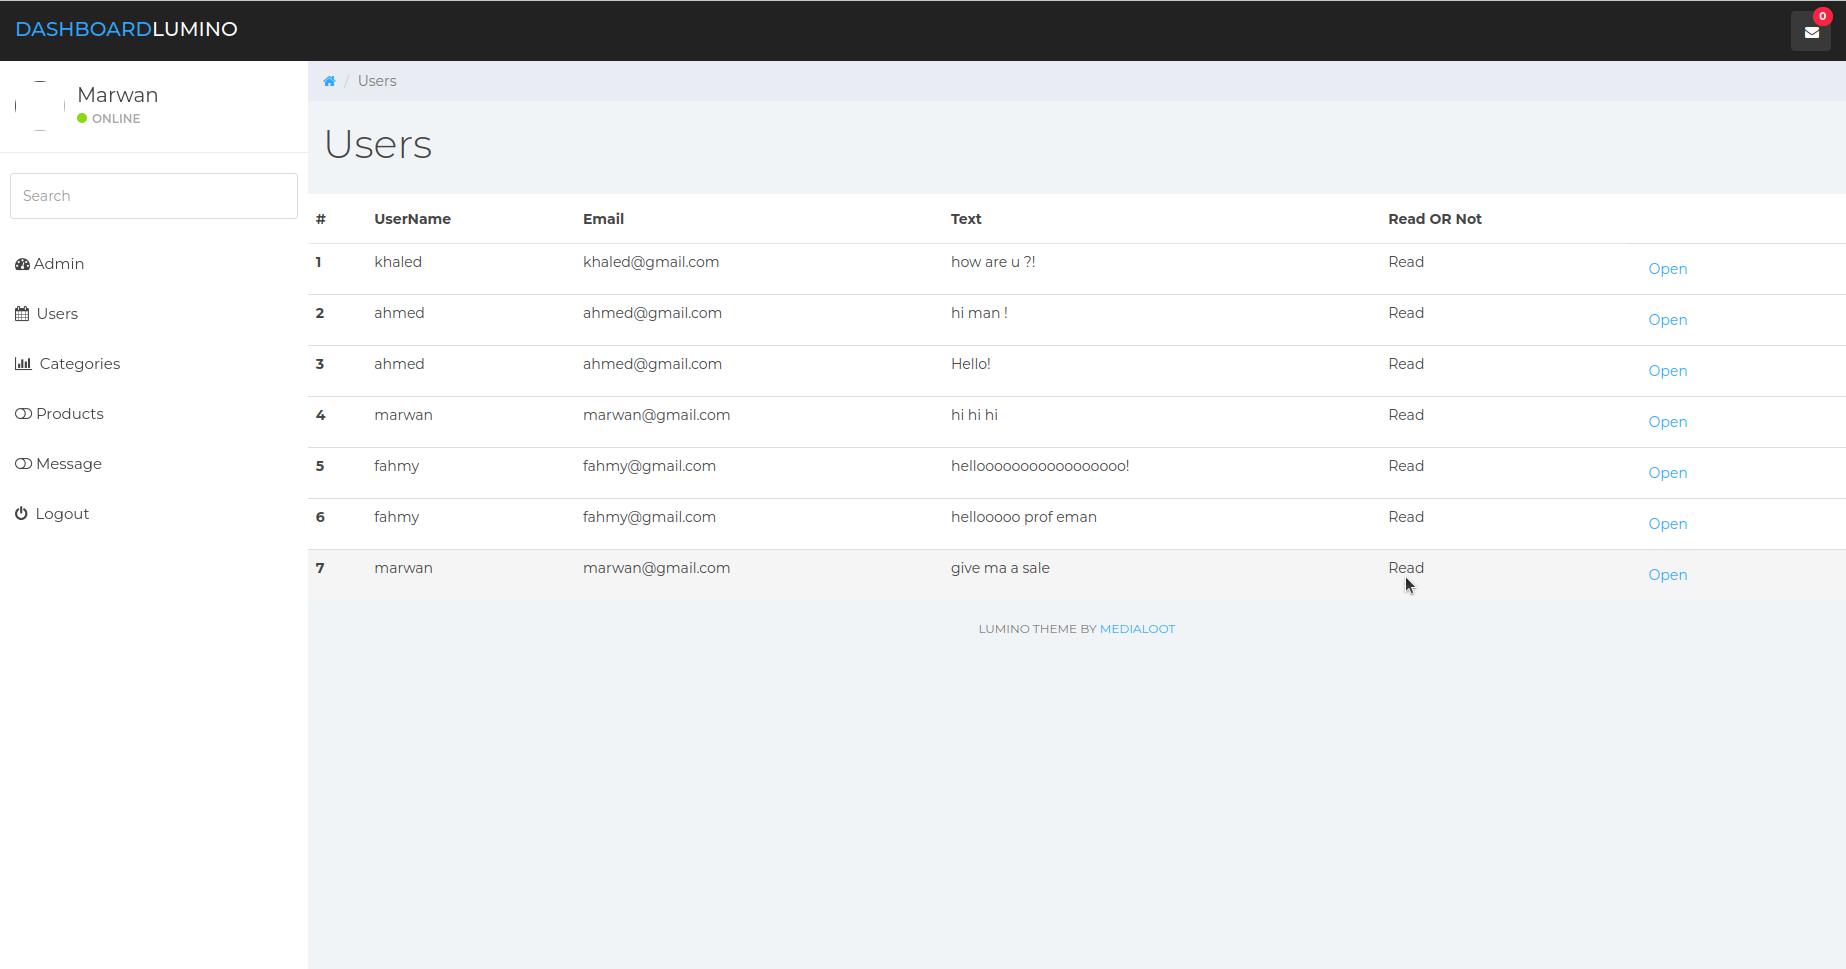 DASHBOARDLUMINO
0
Marwan
ONLINE
Search
Admin
Users
Categories
Products
Message
Logout
/ Users
Users
# UserName Email Text Read OR Not
1 khaled khaled@gmail.com how are u ?! Read Open
2 ahmed ahmed@gmail.com hi man ! Read Open
3 ahmed ahmed@gmail.com Hello! Read Open
4 marwan marwan@gmail.com hi hi hi Read Open
5 fahmy fahmy@gmail.com hellooooooooooooooooo! Read Open
6 fahmy fahmy@gmail.com hellooooo prof eman Read Open
7 marwan marwan@gmail.com give ma a sale Read Open
LUMINO THEME BY MEDIALOOT